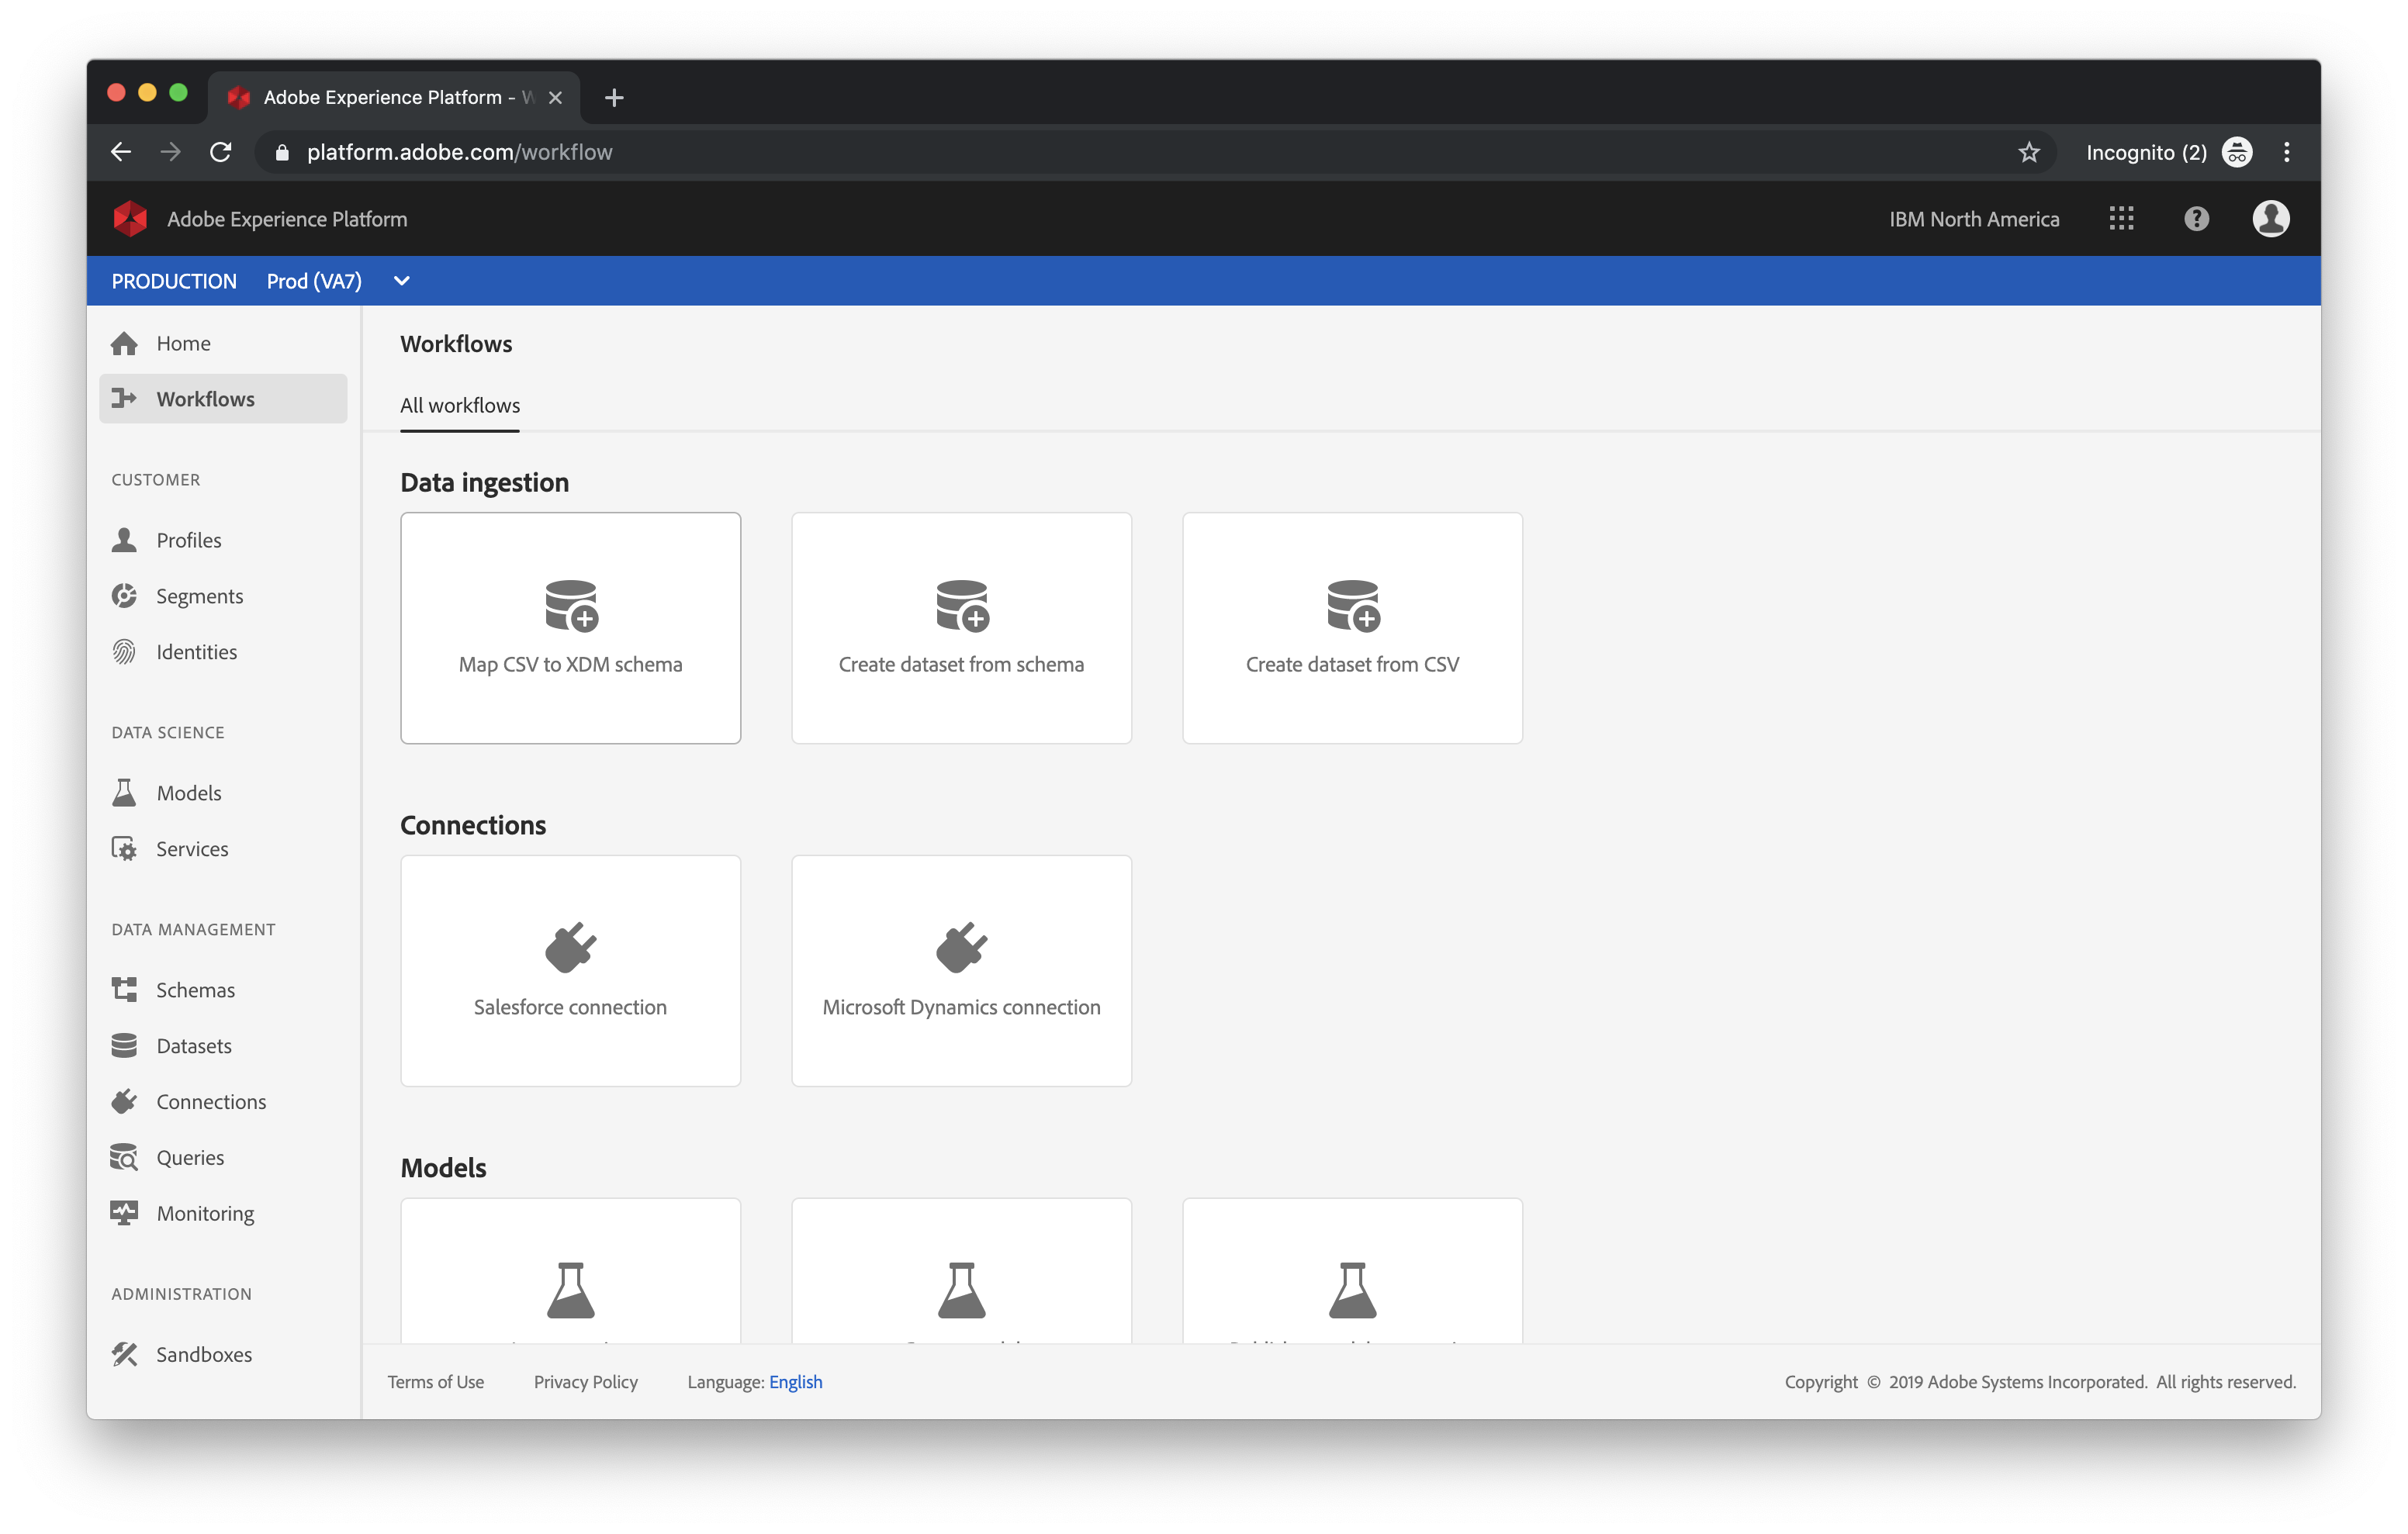 Adobe Experience Platform -
platform.adobe.com/workflow
Incognito (2)
Adobe Experience Platform
IBM North America
PRODUCTION Prod (VA7)
Home
Workflows
CUSTOMER
Profiles
Segments
Identities
DATA SCIENCE
Models
Services
DATA MANAGEMENT
Schemas
Datasets
Connections
Queries
Monitoring
ADMINISTRATION
Sandboxes
Workflows
All workflows
Data ingestion
Map CSV to XDM schema
Create dataset from schema
Create dataset from CSV
Connections
Salesforce connection
Microsoft Dynamics connection
Models
Terms of Use
Privacy Policy
Language: English
Copyright © 2019 Adobe Systems Incorporated. All rights reserved.